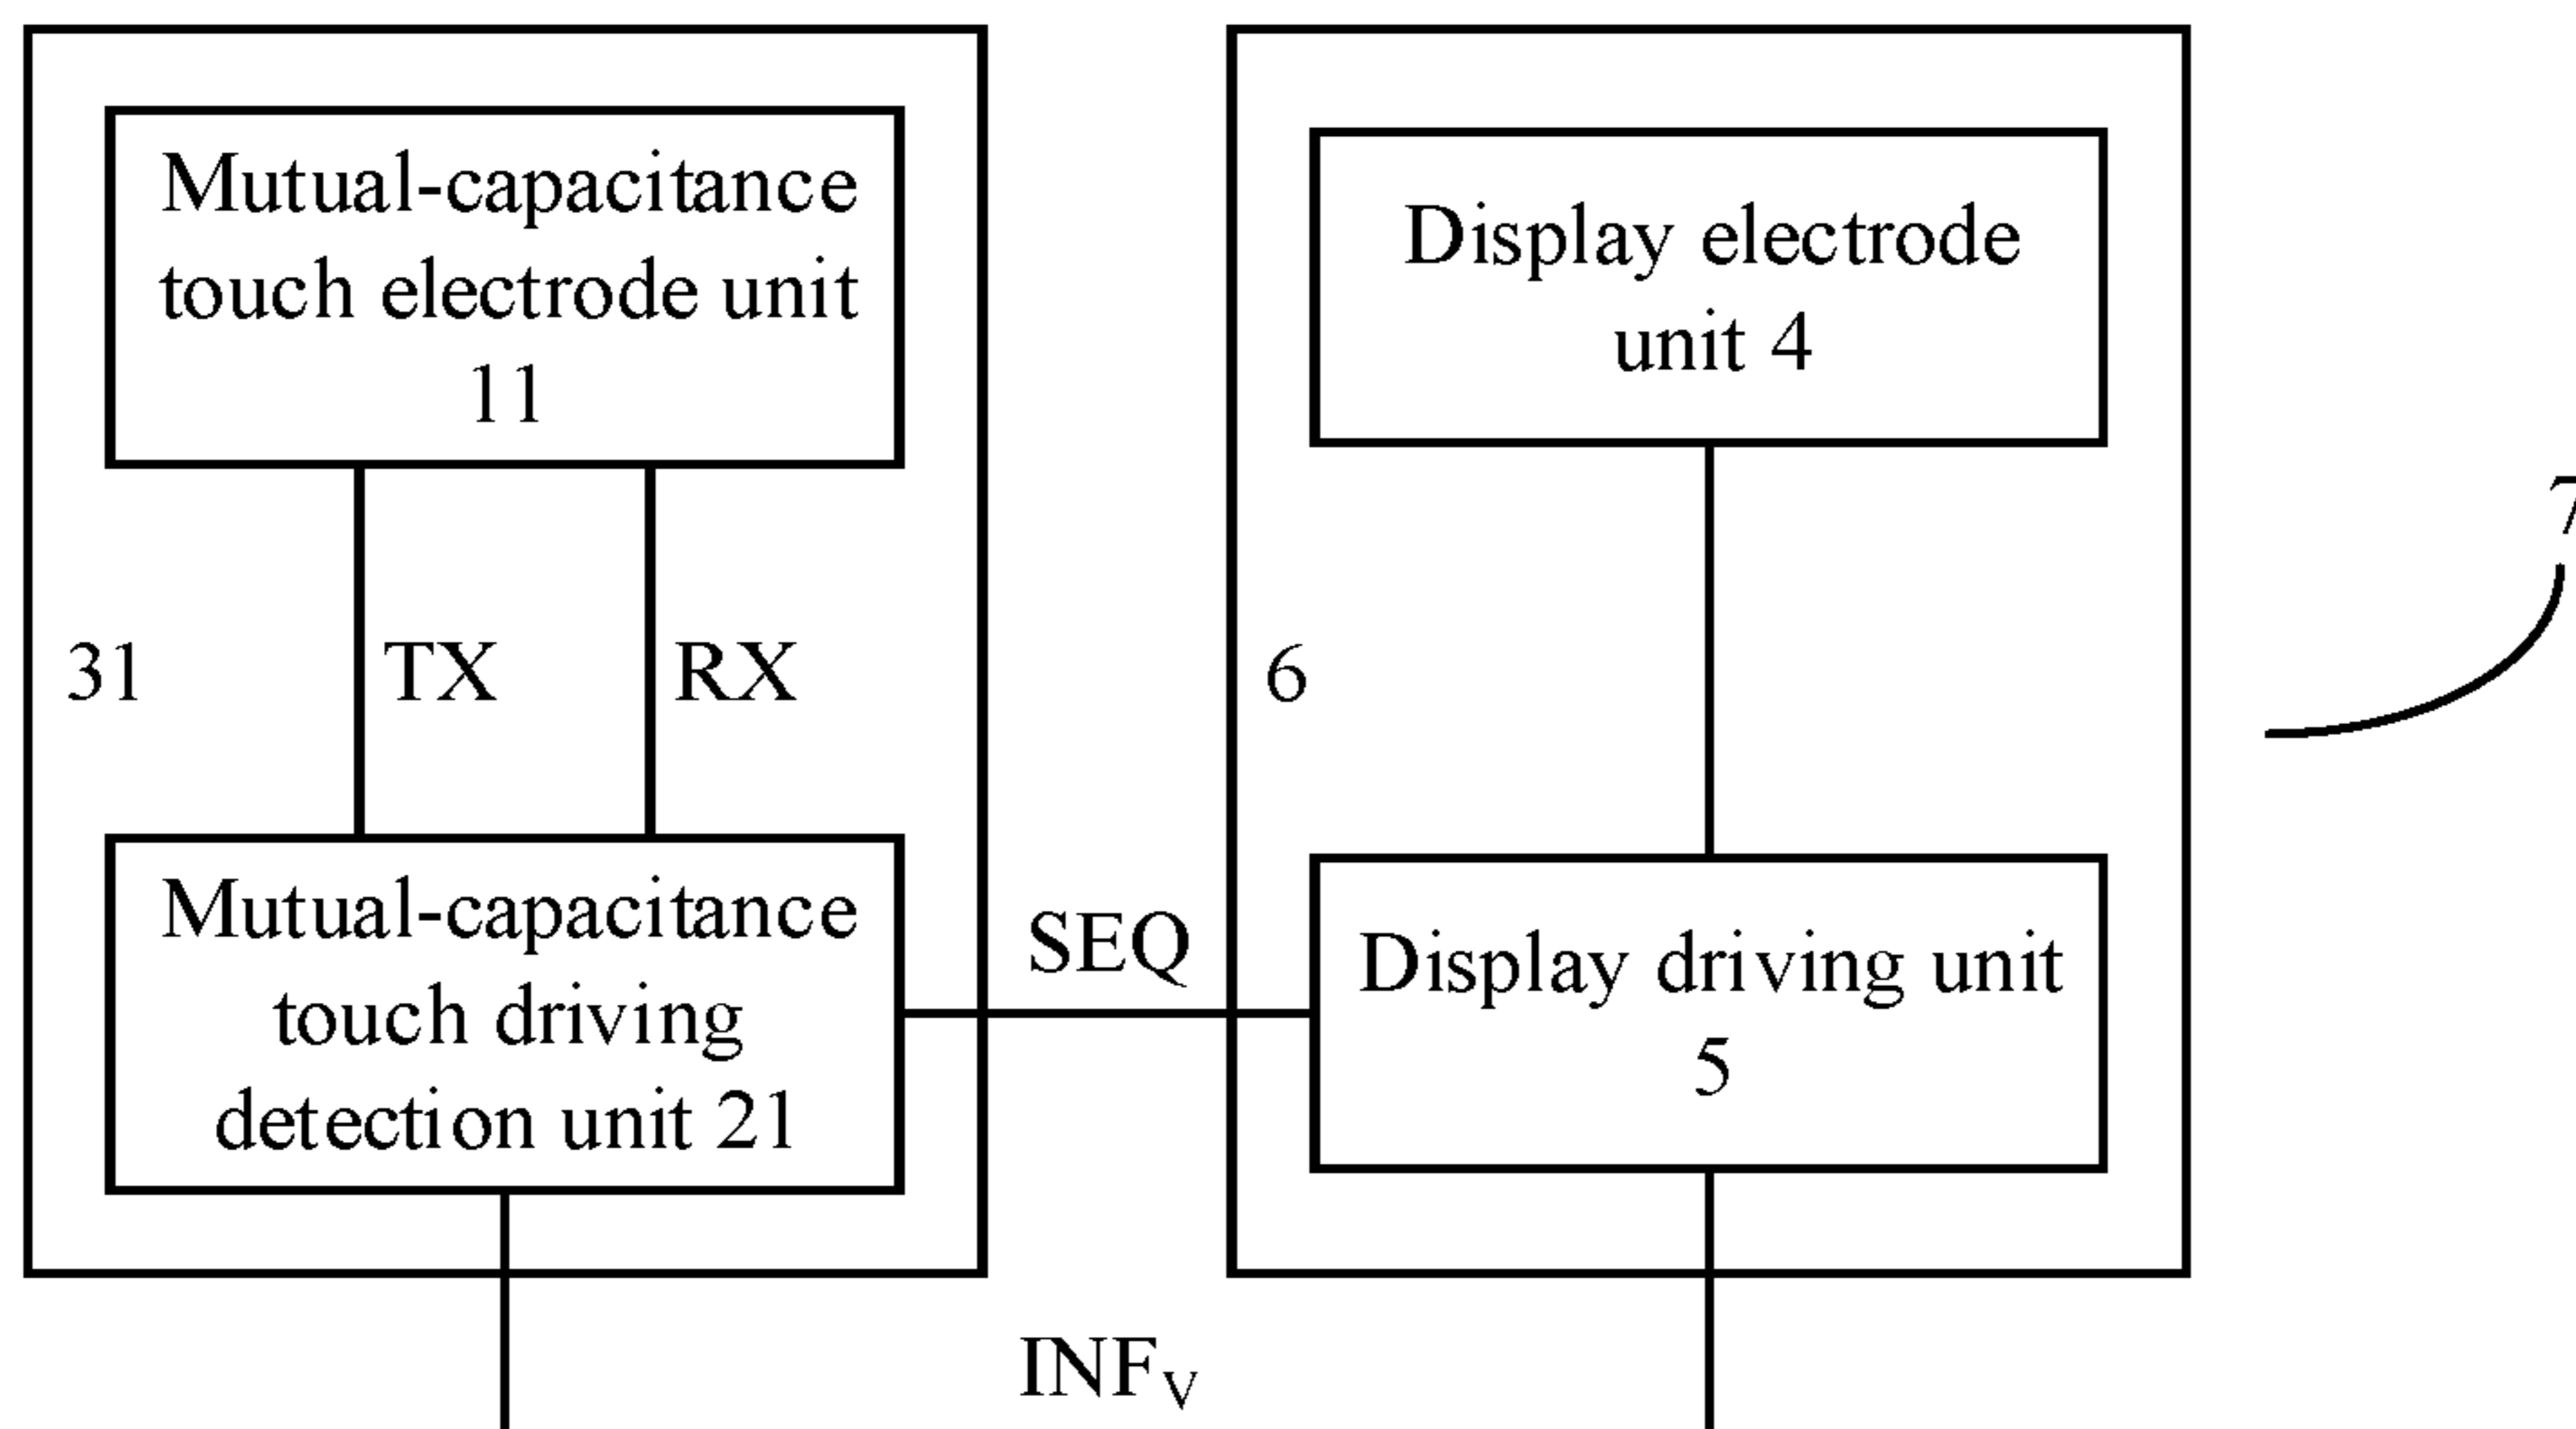 Mutual-capacitance
touch electrode unit
11
Display electrode
unit 4
7
31
TX
RX
6
Mutual-capacitance
touch driving
detection unit 21
SEQ
Display driving unit
5
INFV